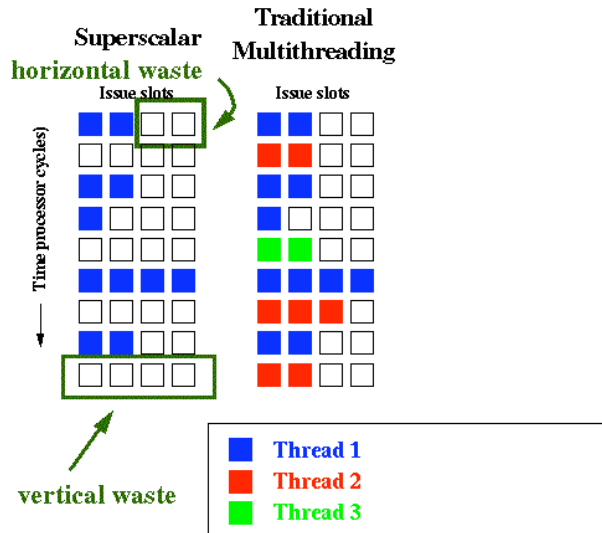 Superscalar
horizontal waste
Issue slots
Traditional
Multithreading
Issue slots
Time processor cycles)
vertical waste
Thread 1
Thread 2
Thread 3